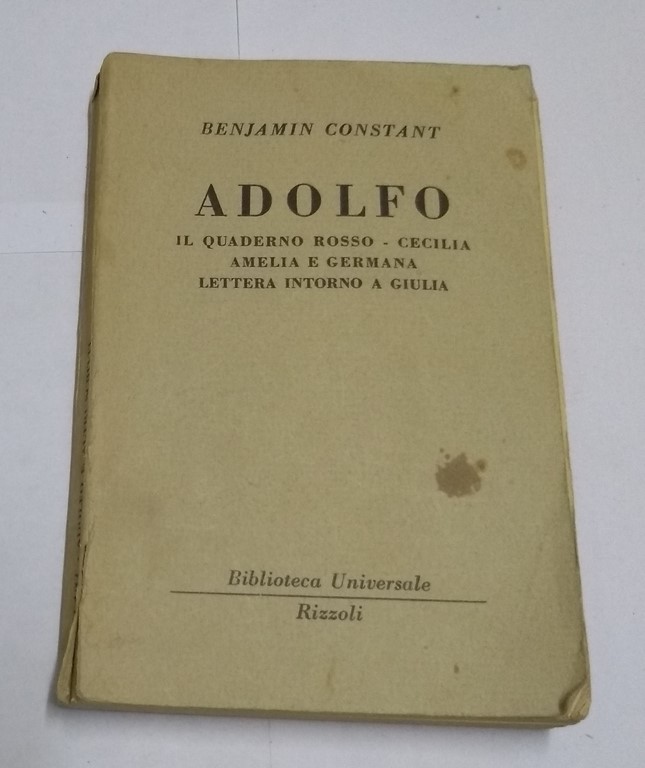 BENJAMIN CONSTANT
ADOLFO
IL QUADERNO ROSSO - CECILIA
AMELIA E GERMANA
LETTERA INTORNO A GIULIA
Biblioteca Universale
Rizzoli